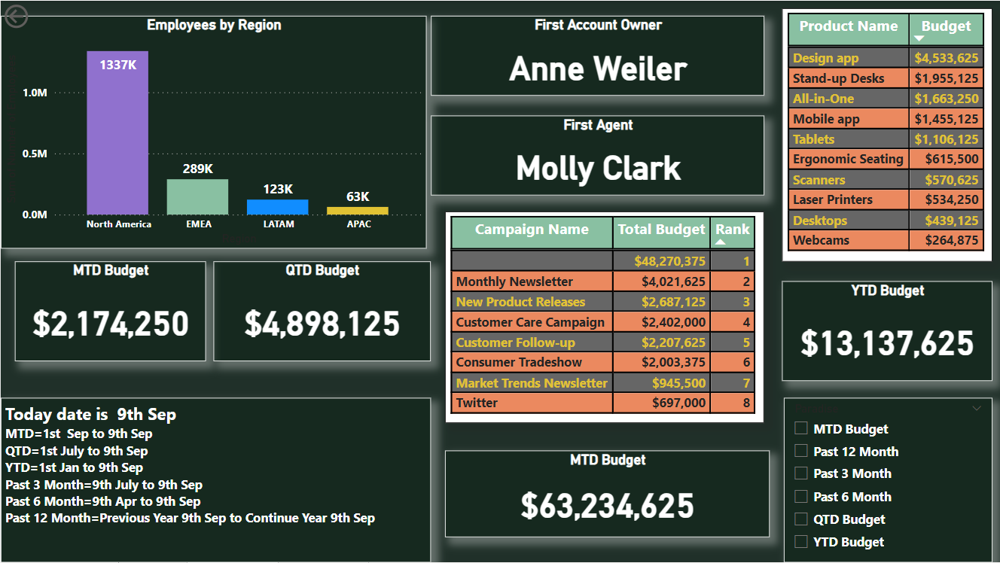 Employees by Region
1337K
1.0M
0.5M
289K
123K
63K
0.0M
North America EMEA LATAM APAC
First Account Owner
Anne Weiler
First Agent
Molly Clark
Product Name Budget
Design app $4,533,625
Stand-up Desks $1,955,125
All-in-One $1,663,250
Mobile app $1,455,125
Tablets $1,106,125
Ergonomic Seating $615,500
Scanners $570,625
Laser Printers $534,250
Desktops $439,125
Webcams $264,875
MTD Budget
$2,174,250
QTD Budget
$4,898,125
Campaign Name Total Budget Rank
$48,270,375 1
Monthly Newsletter $4,021,625 2
New Product Releases $2,687,125 3
Customer Care Campaign $2,402,000 4
Customer Follow-up $2,207,625 5
Consumer Tradeshow $2,003,375 6
Market Trends Newsletter $945,500 7
Twitter $697,000 8
YTD Budget
$13,137,625
Today date is 9th Sep
MTD=1st Sep to 9th Sep
QTD=1st July to 9th Sep
YTD=1st Jan to 9th Sep
Past 3 Month=9th July to 9th Sep
Past 6 Month=9th Apr to 9th Sep
Past 12 Month=Previous Year 9th Sep to Continue Year 9th Sep
MTD Budget
$63,234,625
MTD Budget
Past 12 Month
Past 3 Month
Past 6 Month
QTD Budget
YTD Budget